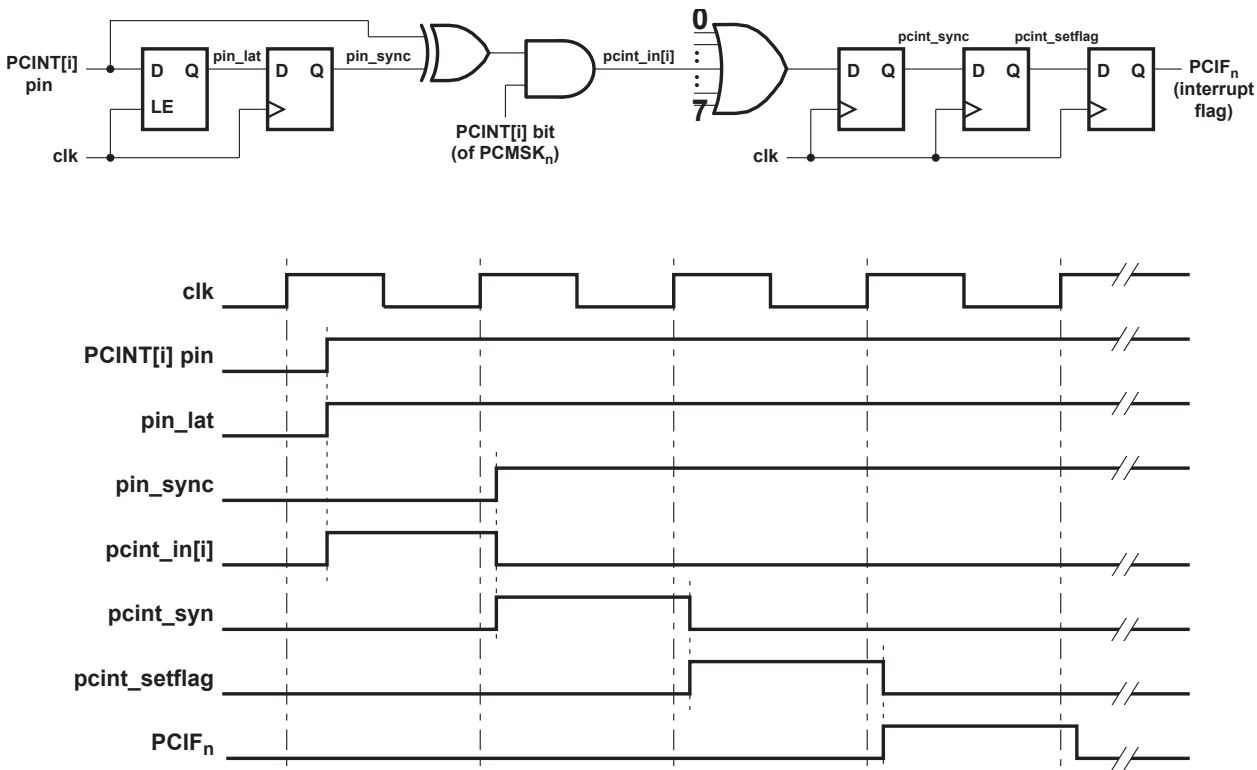 PCINT[i]
pin
D Q
LE
pin_lat
D Q
pin_sync
clk
PCINT[i] bit
(of PCMSKn)
pcint_in[i]
0
7
clk
D Q
pcint_sync
D Q
pcint_setflag
D Q
PCIFn
(interrupt
flag)
clk
PCINT[i] pin
pin_lat
pin_sync
pcint_in[i]
pcint_syn
pcint_setflag
PCIFn